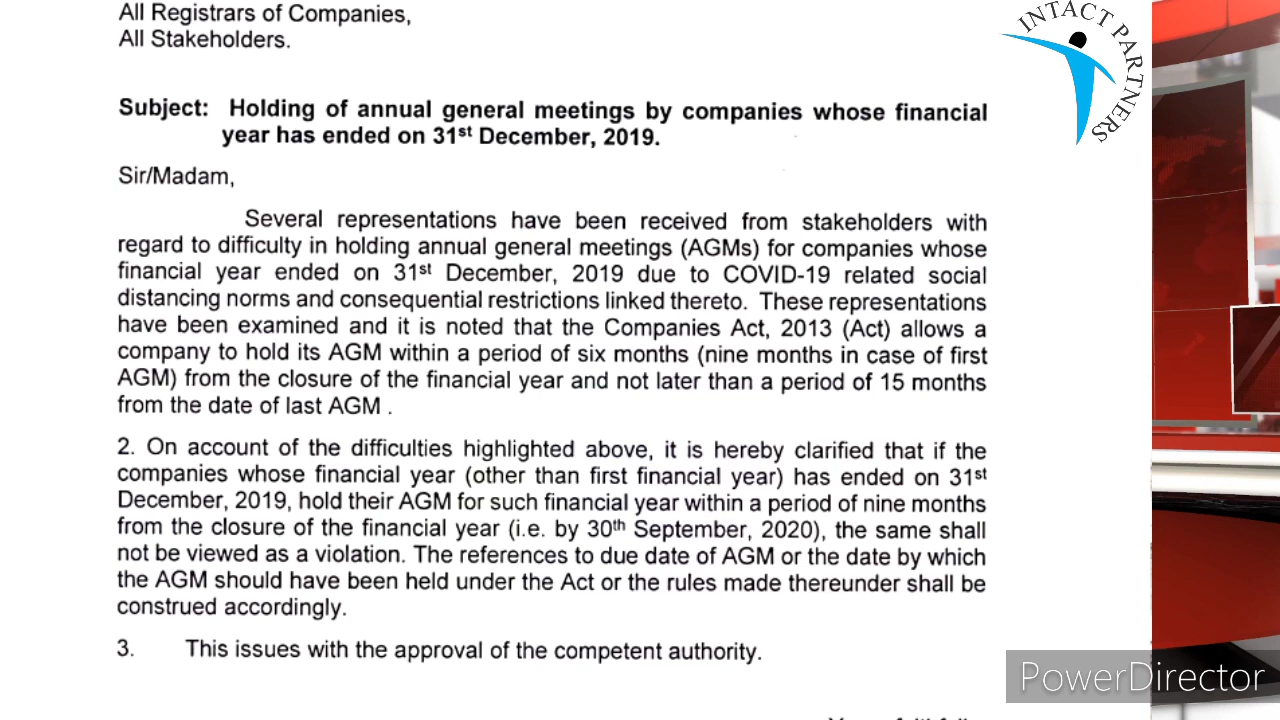 All Registrars of Companies,
All Stakeholders.
INTACT PARTNERS
Subject: Holding of annual general meetings by companies whose financial
year has ended on 31st December, 2019.
Sir/Madam,
Several representations have been received from stakeholders with
regard to difficulty in holding annual general meetings (AGMs) for companies whose
financial year ended on 31st December, 2019 due to COVID-19 related social
distancing norms and consequential restrictions linked thereto. These representations
have been examined and it is noted that the Companies Act, 2013 (Act) allows a
company to hold its AGM within a period of six months (nine months in case of first
AGM) from the closure of the financial year and not later than a period of 15 months
from the date of last AGM .
2. On account of the difficulties highlighted above, it is hereby clarified that if the
companies whose financial year (other than first financial year) has ended on 31st
December, 2019, hold their AGM for such financial year within a period of nine months
from the closure of the financial year (i.e. by 30th September, 2020), the same shall
not be viewed as a violation. The references to due date of AGM or the date by which
the AGM should have been held under the Act or the rules made thereunder shall be
construed accordingly.
3. This issues with the approval of the competent authority.
PowerDirector